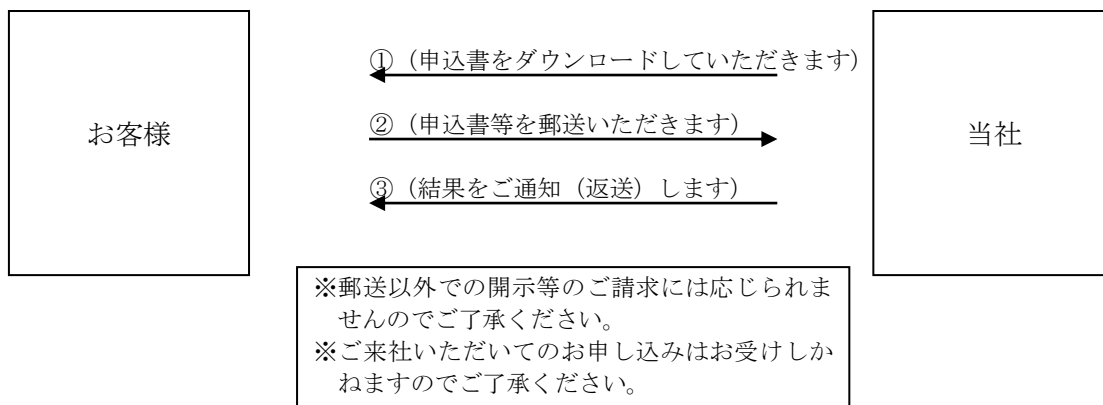 お客様
①（申込書をダウンロードしていただきます）
②（申込書等を郵送いただきます）
③（結果をご通知（返送）します）
当社
※郵送以外での開示等のご請求には応じられま
せんのでご了承ください。
※ご来社いただいてのお申し込みはお受けしか
ねますのでご了承ください。